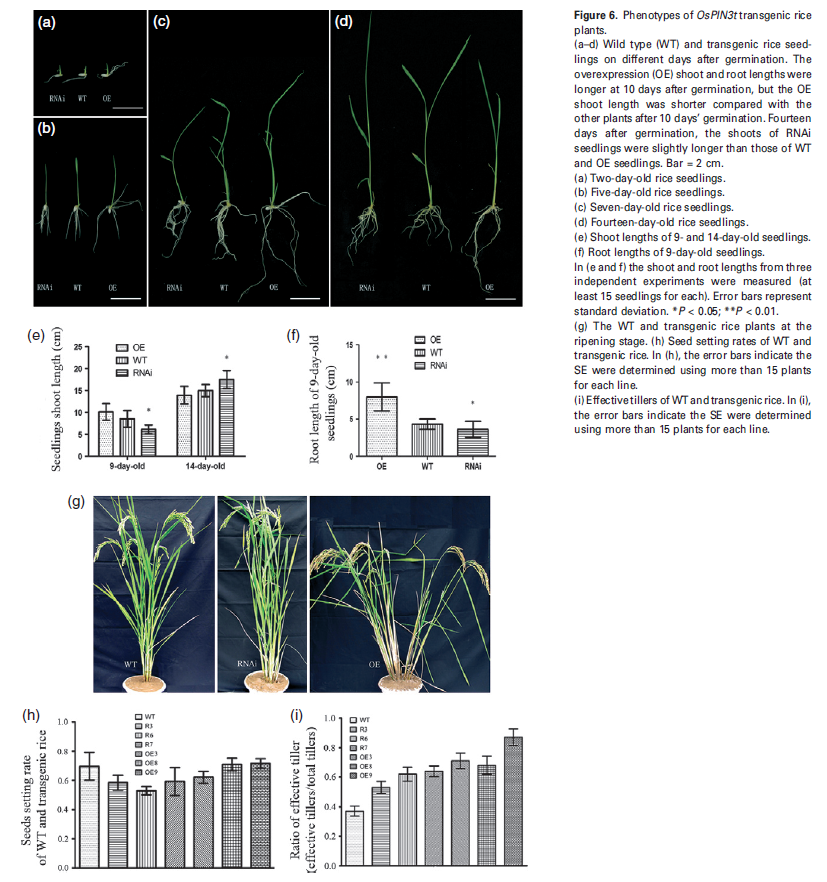 (a)
RNAi WT OE
(b)
RNAi WT OE
(c)
RNAi WT OE
(d)
RNAi WT OE
Figure 6. Phenotypes of OsPIN3t transgenic rice
plants.
(a–d) Wild type (WT) and transgenic rice seed-
lings on different days after germination. The
overexpression (OE) shoot and root lengths were
longer at 10 days after germination, but the OE
shoot length was shorter compared with the
other plants after 10 days' germination. Fourteen
days after germination, the shoots of RNAi
seedlings were slightly longer than those of WT
and OE seedlings. Bar = 2 cm.
(a) Two-day-old rice seedlings.
(b) Five-day-old rice seedlings.
(c) Seven-day-old rice seedlings.
(d) Fourteen-day-old rice seedlings.
(e) Shoot lengths of 9- and 14-day-old seedlings.
(f) Root lengths of 9-day-old seedlings.
In (e and f) the shoot and root lengths from three
independent experiments were measured (at
least 15 seedlings for each). Error bars represent
standard deviation. *P < 0.05; **P < 0.01.
(g) The WT and transgenic rice plants at the
ripening stage. (h) Seed setting rates of WT and
transgenic rice. In (h), the error bars indicate the
SE were determined using more than 15 plants
for each line.
(i) Effective tillers of WT and transgenic rice. In (i),
the error bars indicate the SE were determined
using more than 15 plants for each line.
(e)
Seedlings shoot length (cm)
25
20
15
10
5
0
OE
WT
RNAi
*
*
9-day-old 14-day-old
(f)
Root length of 9-day-old
seedlings (cm)
15
10
5
0
OE
WT
RNAi
**
*
OE WT RNAi
(g)
WT
RNAi
OE
(h)
Seeds setting rate
of WT and transgenic rice
1.0
0.8
0.6
0.4
0.2
0.0
WT
R3
R6
R7
OE3
OE8
OE9
(i)
Ratio of effective tiller
(effective tillers/total tillers)
1.0
0.8
0.6
0.4
0.2
0.0
WT
R3
R6
R7
OE3
OE8
OE9